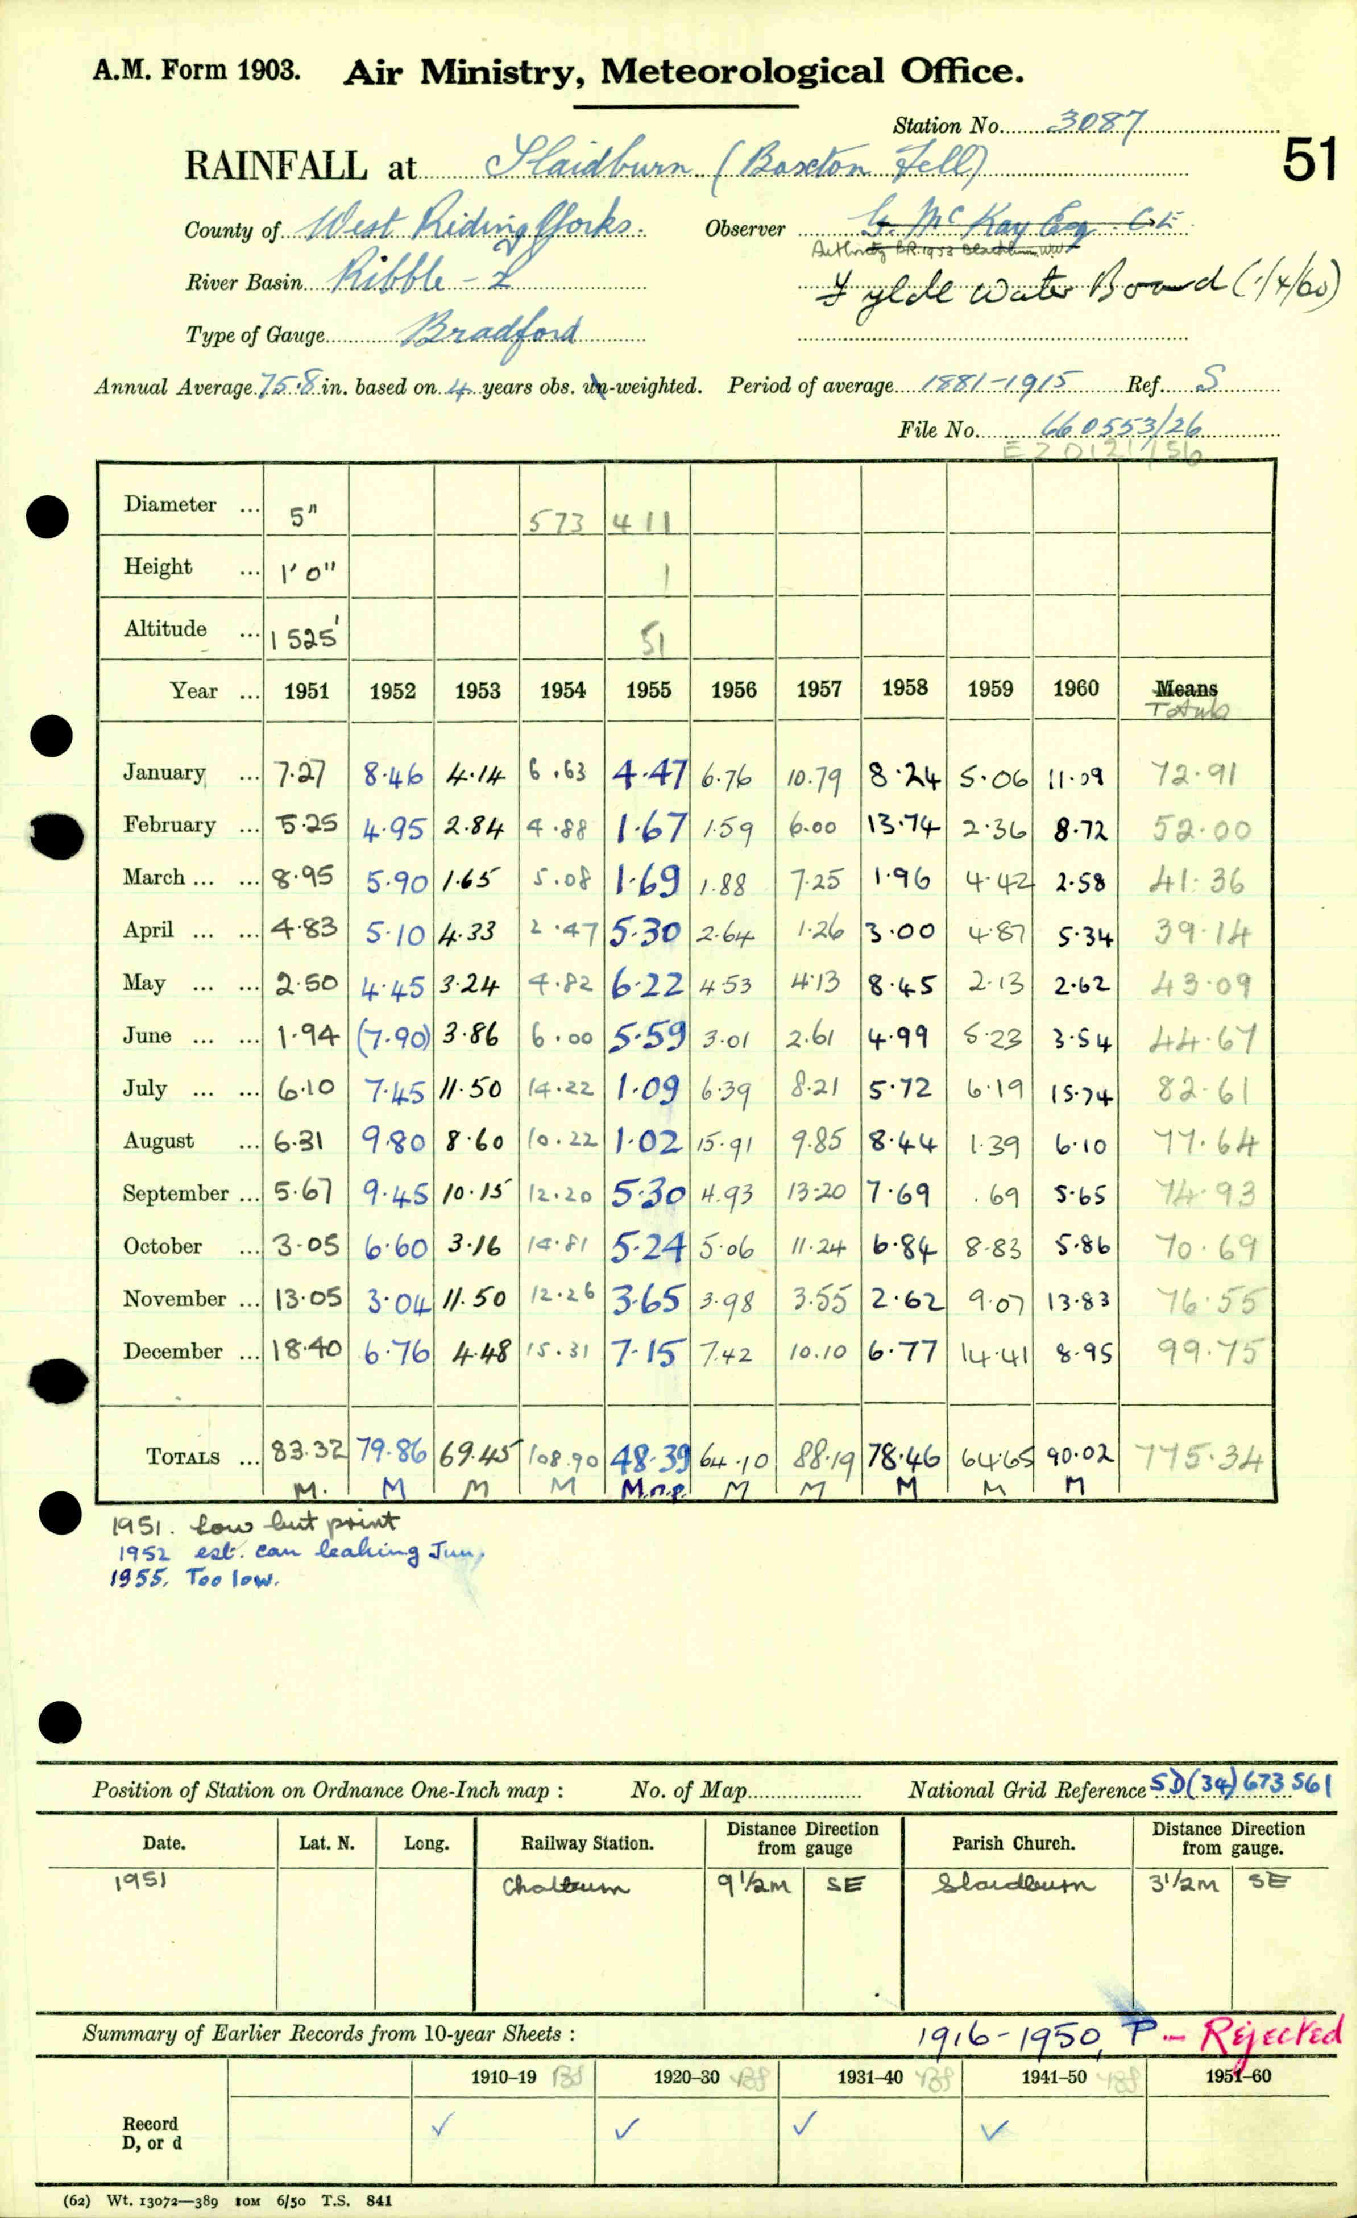 A.M. Form 1903. Air Ministry, Meteorological Office.
Station No. 3087
51
RAINFALL at Slaidburn (Baxton Fell)
County of West Riding Yorks. Observer G. McKay Esq. C.E
River Basin Ribble - L Fylde Water Board (1/4/60)
Type of Gauge Bradford
Annual Average 75.8 in. based on 4 years obs. un-weighted. Period of average 1881-1915 Ref. S
File No. 660553/26
Diameter ... 5" 573 411
Height ... 1' 0" 1
Altitude ... 1525' 51
Year ... 1951 1952 1953 1954 1955 1956 1957 1958 1959 1960 Means
Totals
January ... 7.27 8.46 4.14 6.63 4.47 6.76 10.79 8.24 5.06 11.09 72.91
February ... 5.25 4.95 2.84 4.88 1.67 1.59 6.00 13.74 2.36 8.72 52.00
March ... ... 8.95 5.90 1.65 5.08 1.69 1.88 7.25 1.96 4.42 2.58 41.36
April ... ... 4.83 5.10 4.33 2.47 5.30 2.64 1.26 3.00 4.87 5.34 39.14
May ... ... 2.50 4.45 3.24 4.82 6.22 4.53 4.13 8.45 2.13 2.62 43.09
June ... ... 1.94 (7.90) 3.86 6.00 5.59 3.01 2.61 4.99 5.23 3.54 44.67
July ... ... 6.10 7.45 11.50 14.22 1.09 6.39 8.21 5.72 6.19 15.74 82.61
August ... 6.31 9.80 8.60 10.22 1.02 15.91 9.85 8.44 1.39 6.10 77.64
September ... 5.67 9.45 10.15 12.20 5.30 4.93 13.20 7.69 .69 5.65 74.93
October ... 3.05 6.60 3.16 14.81 5.24 5.06 11.24 6.84 8.83 5.86 70.69
November ... 13.05 3.04 11.50 12.26 3.65 3.98 3.55 2.62 9.07 13.83 76.55
December ... 18.40 6.76 4.48 15.31 7.15 7.42 10.10 6.77 14.41 8.95 99.75
TOTALS ... 83.32 79.86 69.45 108.90 48.39 64.10 88.19 78.46 64.65 90.02 775.34
M. M M M M n.p. M M M M M
1951. Low but print
1952 est. can leaking Jun.
1955. Too low.
Position of Station on Ordnance One-Inch map : No. of Map National Grid Reference SD(34) 673 561
Date. Lat. N. Long. Railway Station. Distance from gauge Direction Parish Church. Distance Direction from gauge.
1951 Chatburn 9 1/2 M SE Slaidburn 3 1/2 M SE
Summary of Earlier Records from 10-year Sheets : 1916-1950, P - Rejected
1910–19 1920–30 1931–40 1941–50 1951–60
Record ✓ ✓ ✓ ✓
D, or d
(62) Wt. 13072—389 10M 6/50 T.S. 841